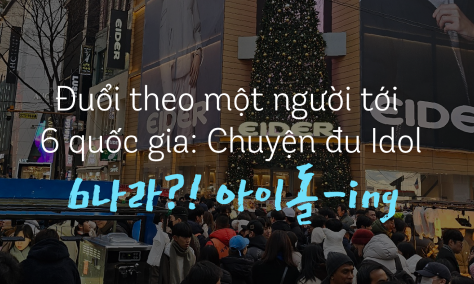 EIDER
Đuổi theo một người tới
EIDER
EIDER
EIDER
6 quốc gia: Chuyện đu Idol
6나라?! 아이돌-ing